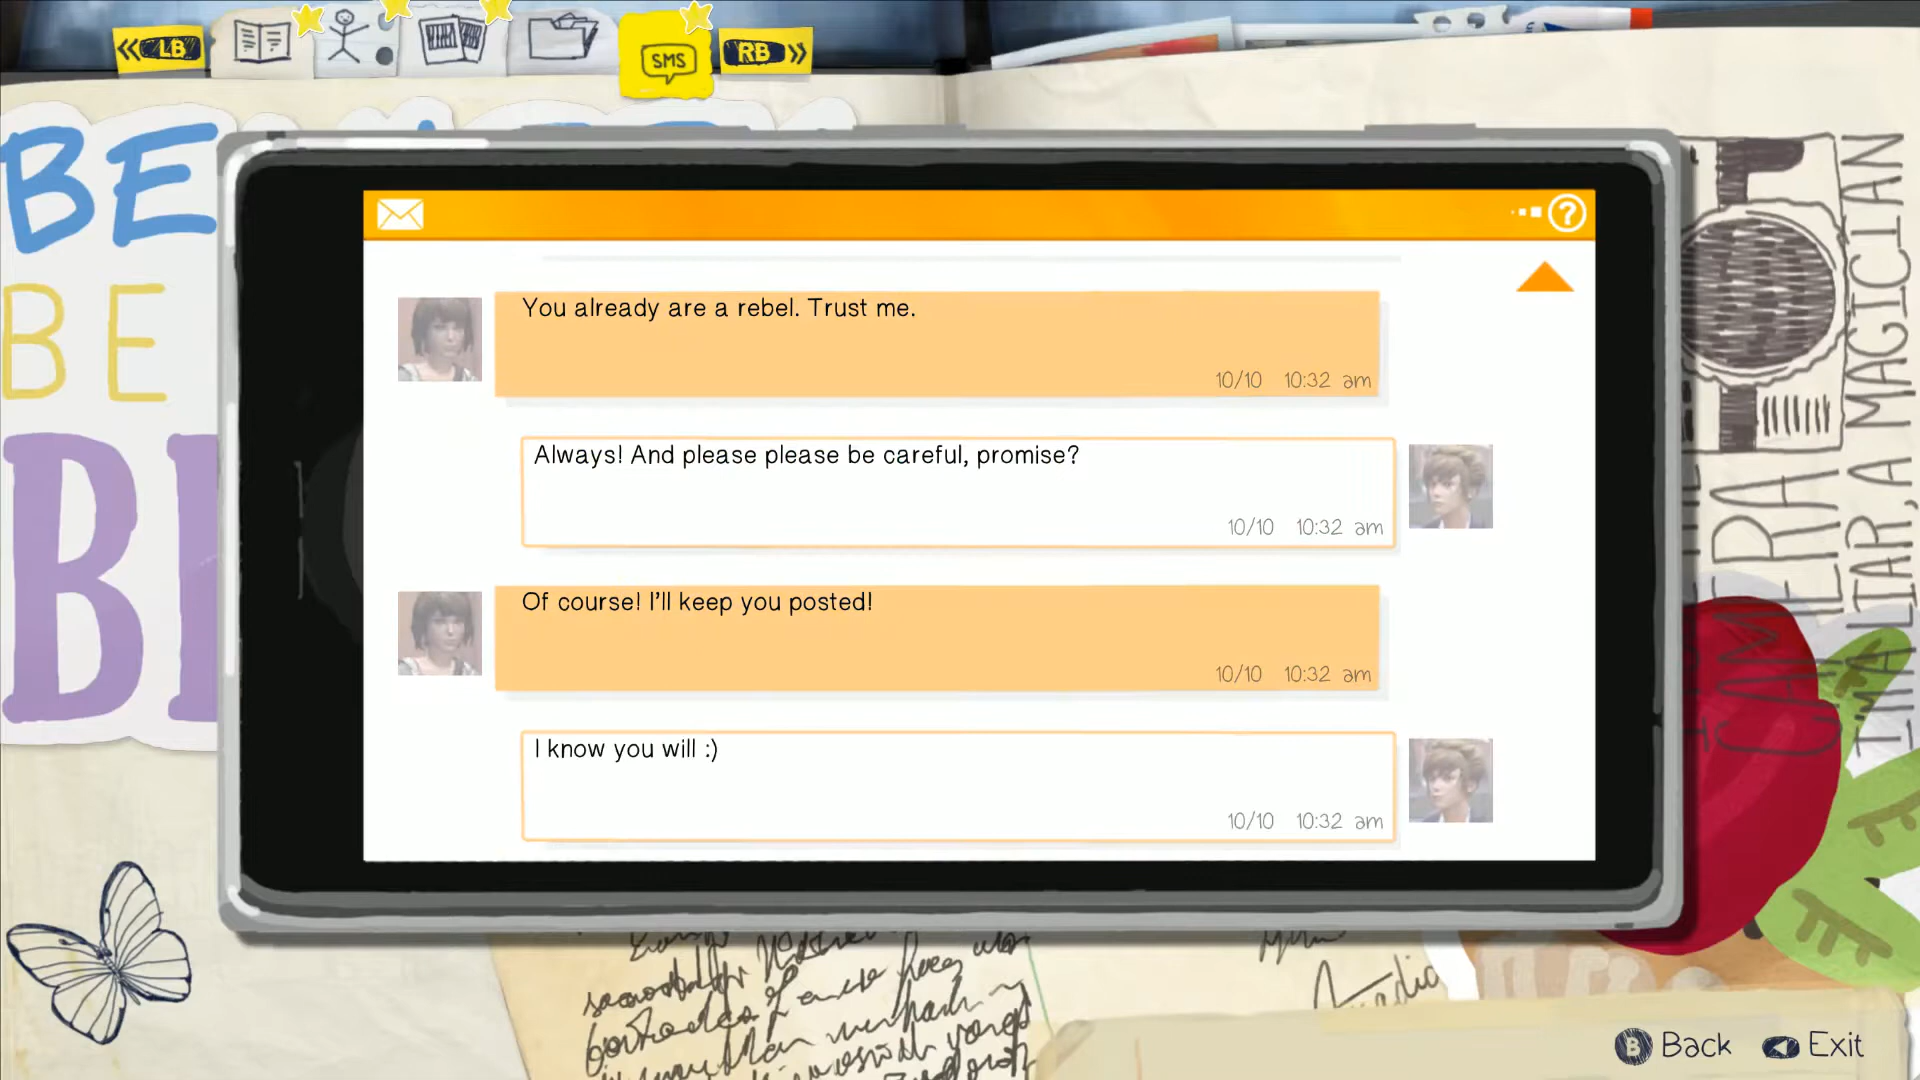 LB
SMS
RB
BE
BE
You already are a rebel. Trust me.
10/10 10:32 am
Always! And please please be careful, promise?
10/10 10:32 am
Of course! I'll keep you posted!
10/10 10:32 am
I know you will :)
10/10 10:32 am
CAMERA
LIAR, A MAGICIAN
B Back
Exit